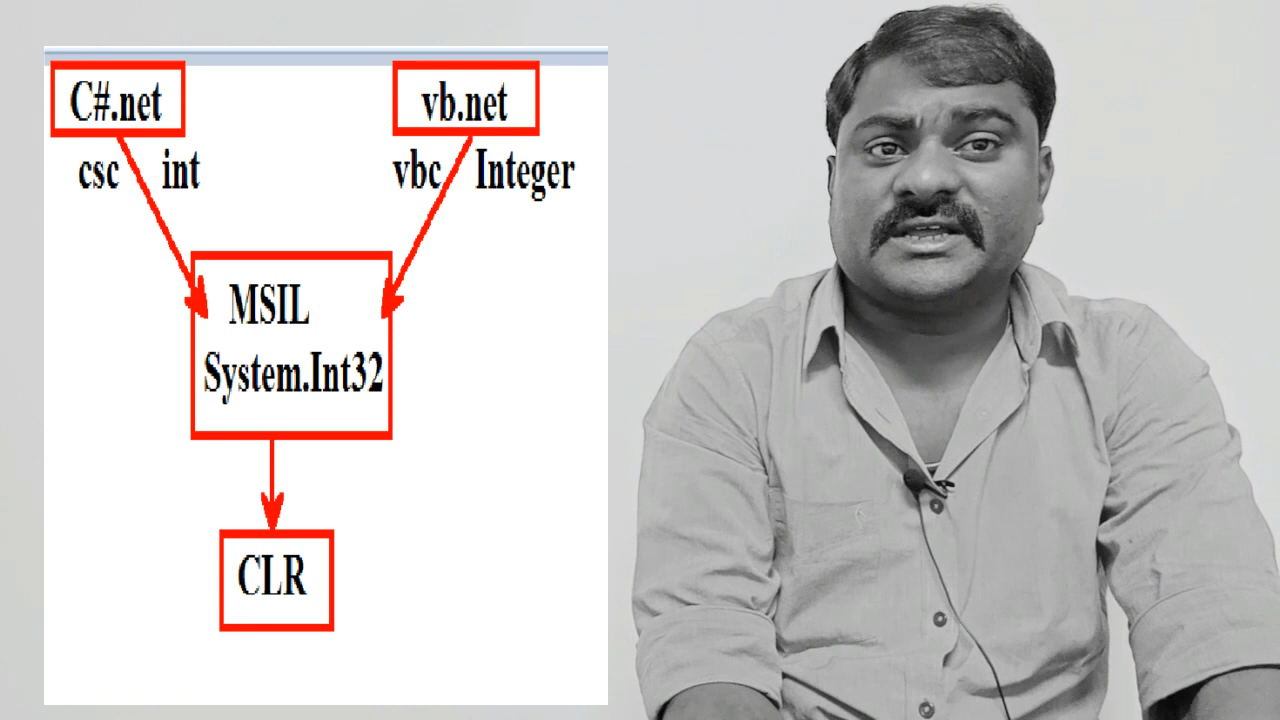 C#.net
vb.net
csc int
vbc Integer
MSIL
System.Int32
CLR